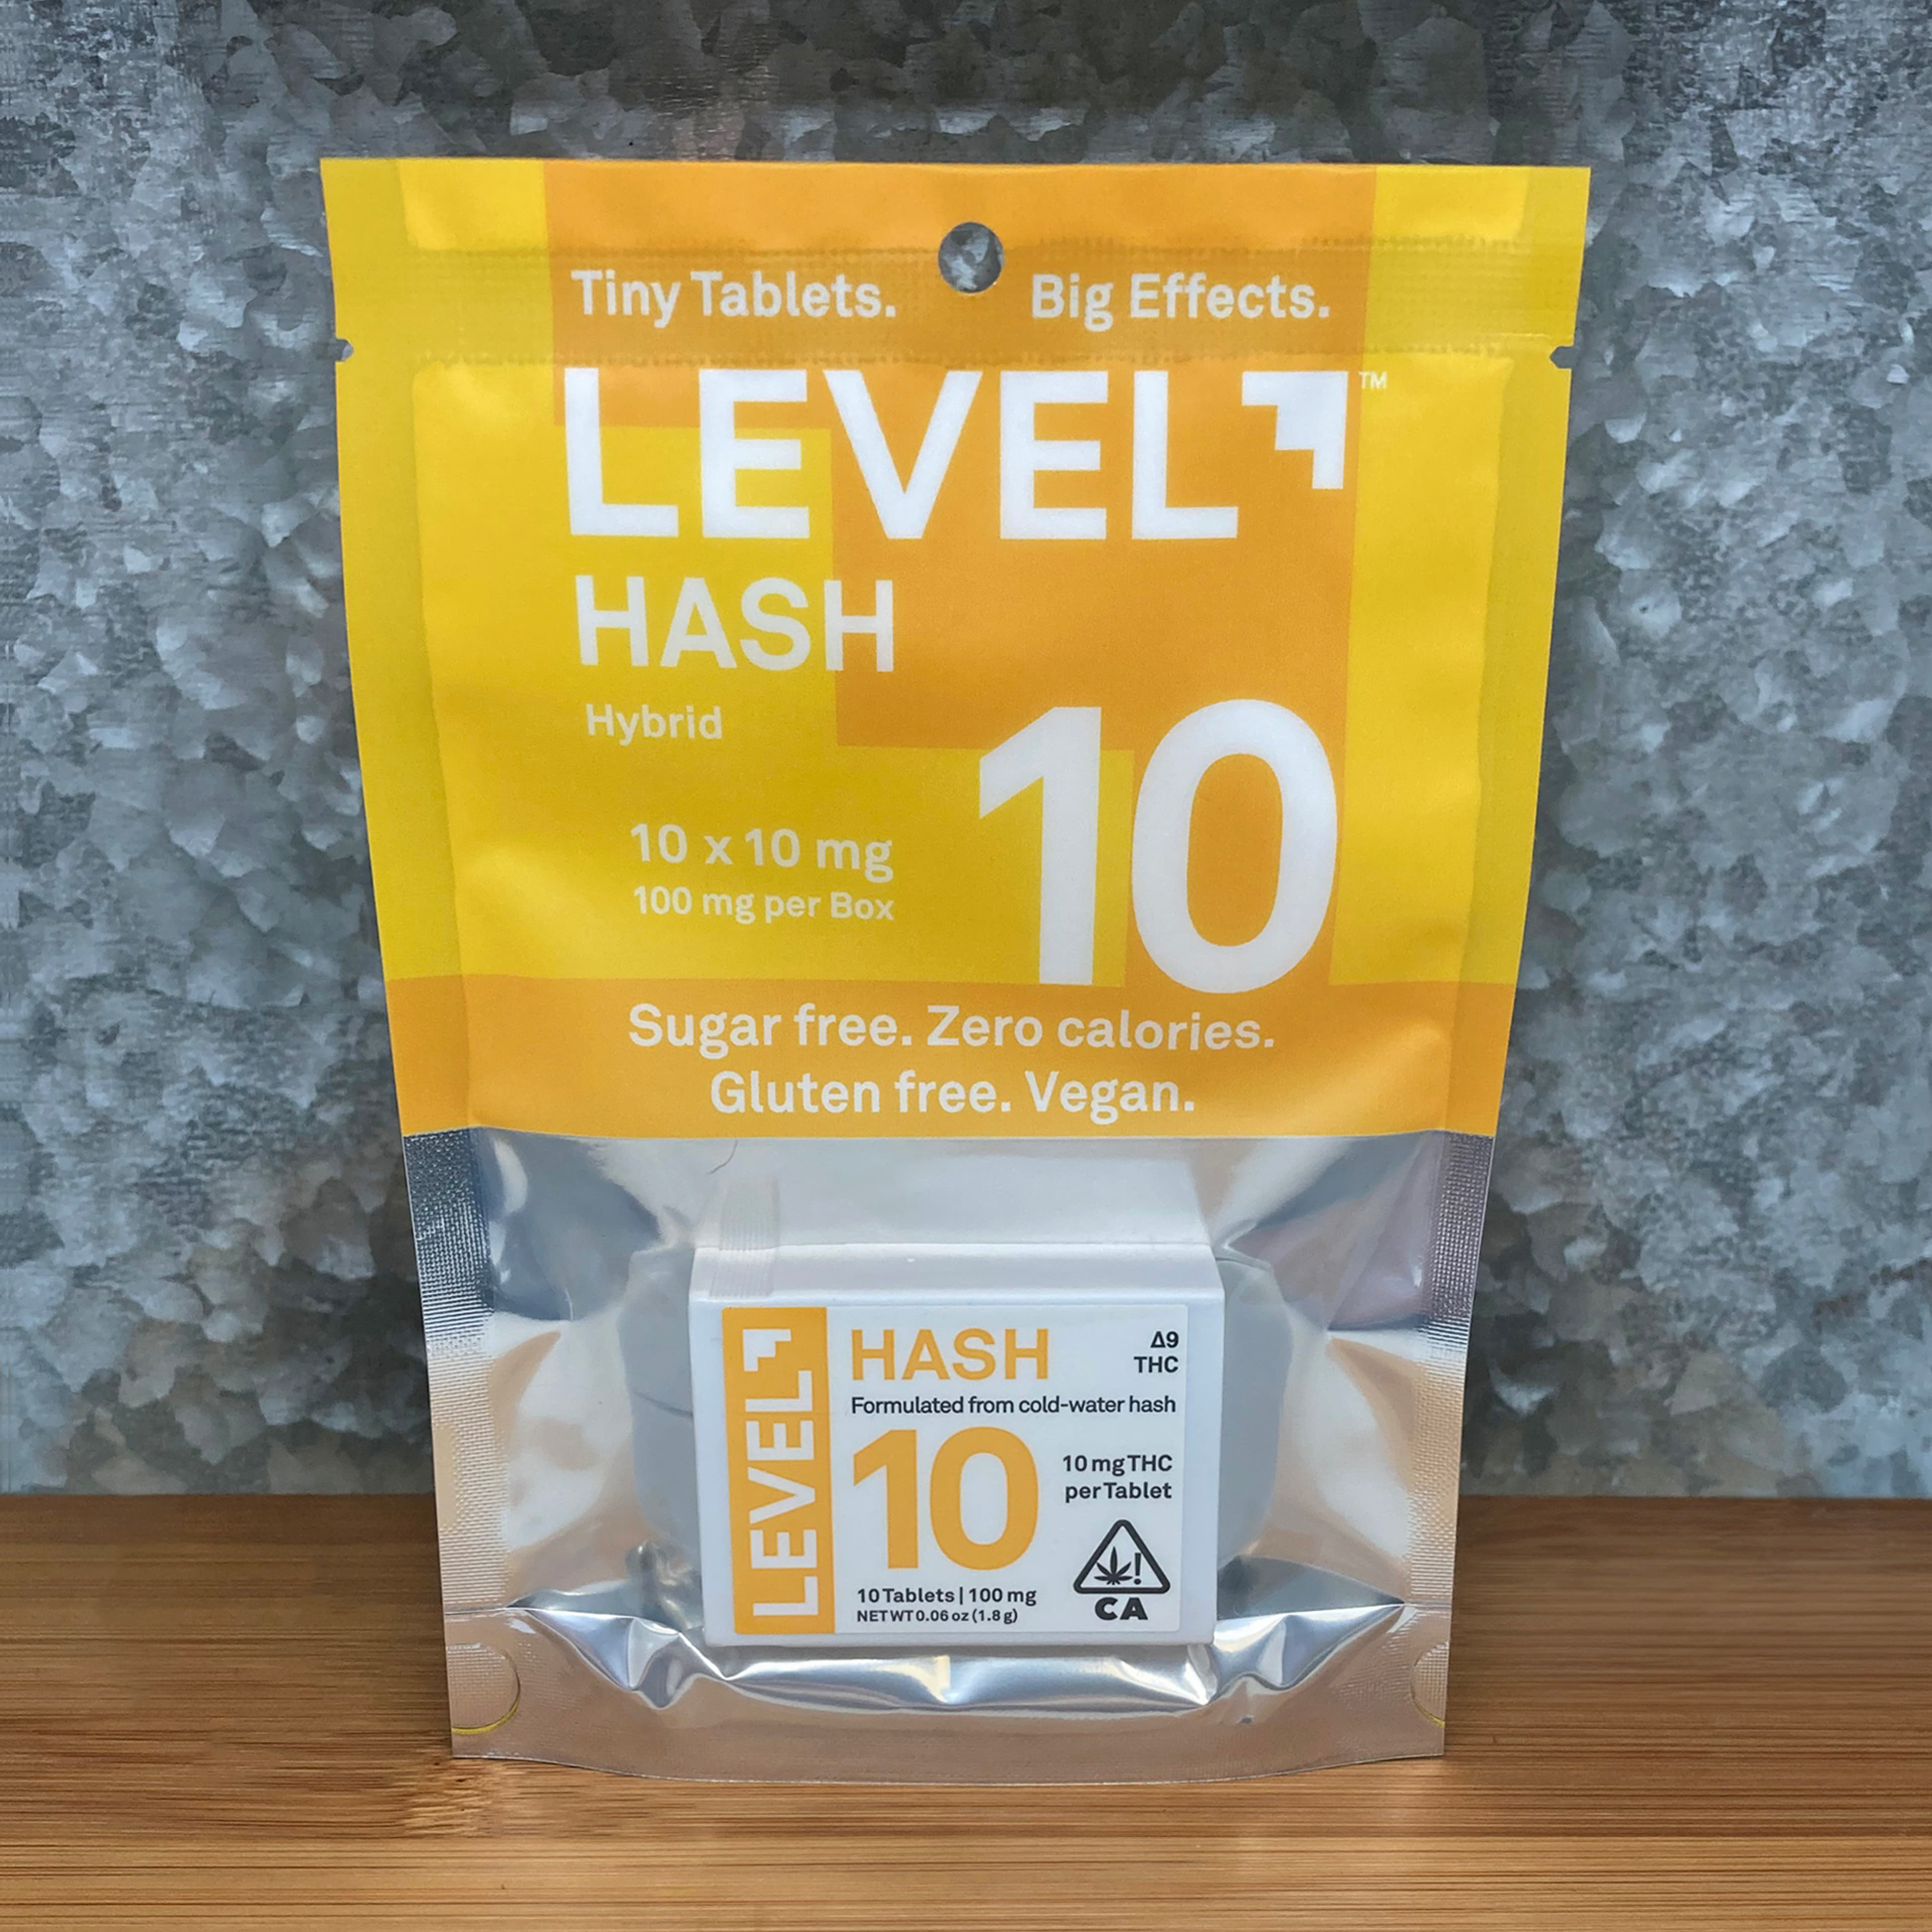 Tiny Tablets. Big Effects.
LEVEL™
HASH
Hybrid
10
10 x 10 mg
100 mg per Box
Sugar free. Zero calories.
Gluten free. Vegan.
LEVEL
HASH
Δ9
THC
Formulated from cold-water hash
10
10 mg THC
per Tablet
10 Tablets | 100 mg
NET WT 0.06 oz (1.8 g)
!
CA